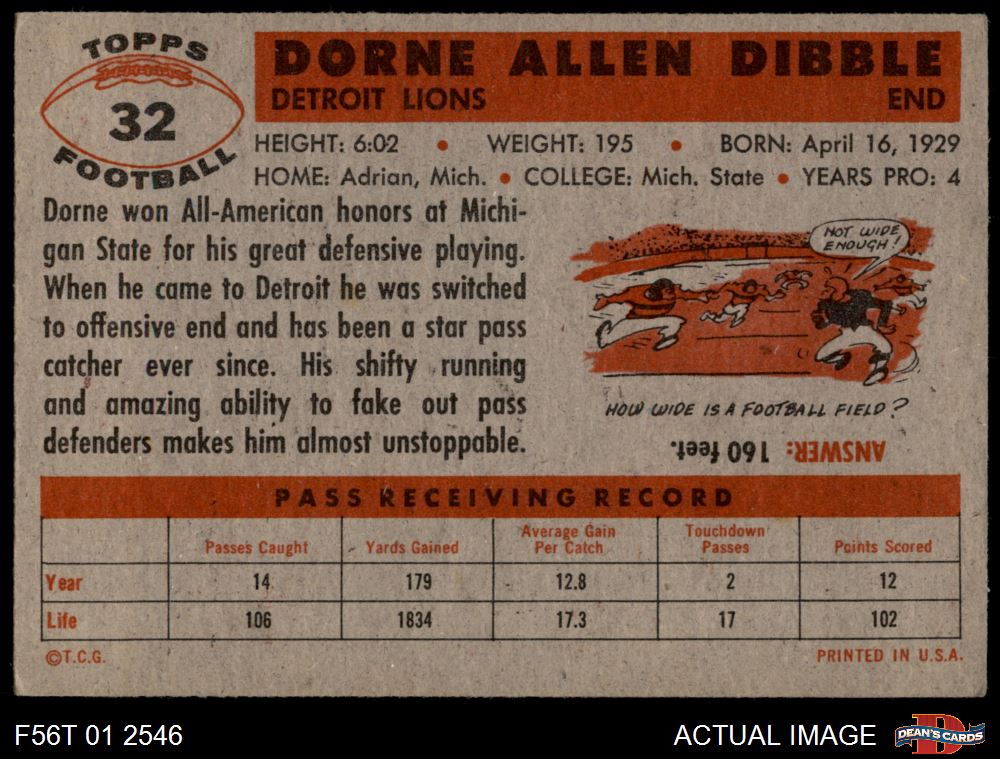 TOPPS
32
FOOTBALL
DORNE ALLEN DIBBLE
DETROIT LIONS END
HEIGHT: 6:02 • WEIGHT: 195 • BORN: April 16, 1929
HOME: Adrian, Mich. • COLLEGE: Mich. State • YEARS PRO: 4
Dorne won All-American honors at Michi-
gan State for his great defensive playing.
When he came to Detroit he was switched
to offensive end and has been a star pass
catcher ever since. His shifty running
and amazing ability to fake out pass
defenders makes him almost unstoppable.
NOT WIDE
ENOUGH!
HOW WIDE IS A FOOTBALL FIELD?
ANSWER: 160 feet.
PASS RECEIVING RECORD
Passes Caught Yards Gained Average Gain Per Catch Touchdown Passes Points Scored
Year 14 179 12.8 2 12
Life 106 1834 17.3 17 102
©T.C.G. PRINTED IN U.S.A.
F56T 01 2546 ACTUAL IMAGE D DEAN'S CARDS